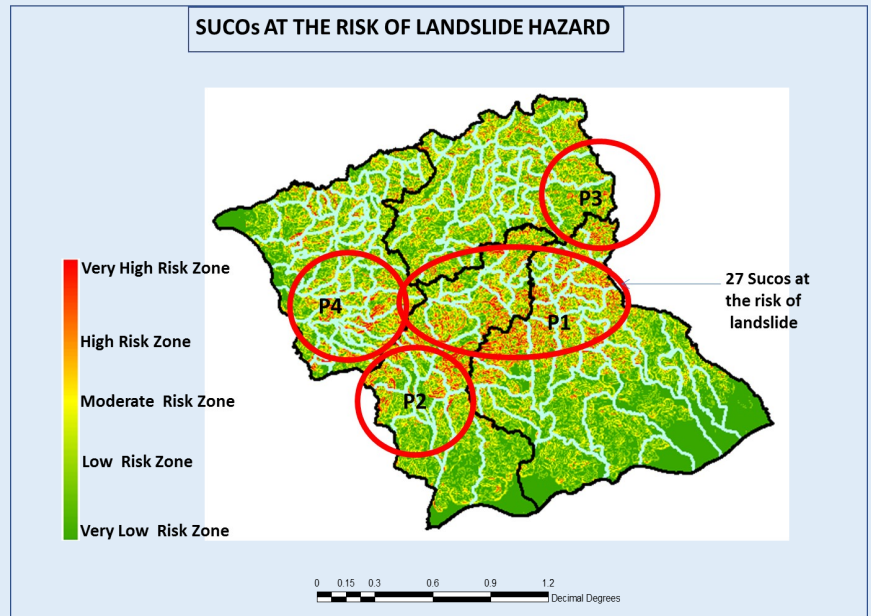 SUCOs AT THE RISK OF LANDSLIDE HAZARD
P3
Very High Risk Zone
27 Sucos at
the risk of
landslide
P4
P1
High Risk Zone
Moderate Risk Zone
P2
Low Risk Zone
Very Low Risk Zone
0 0.15 0.3 0.6 0.9 1.2
Decimal Degrees